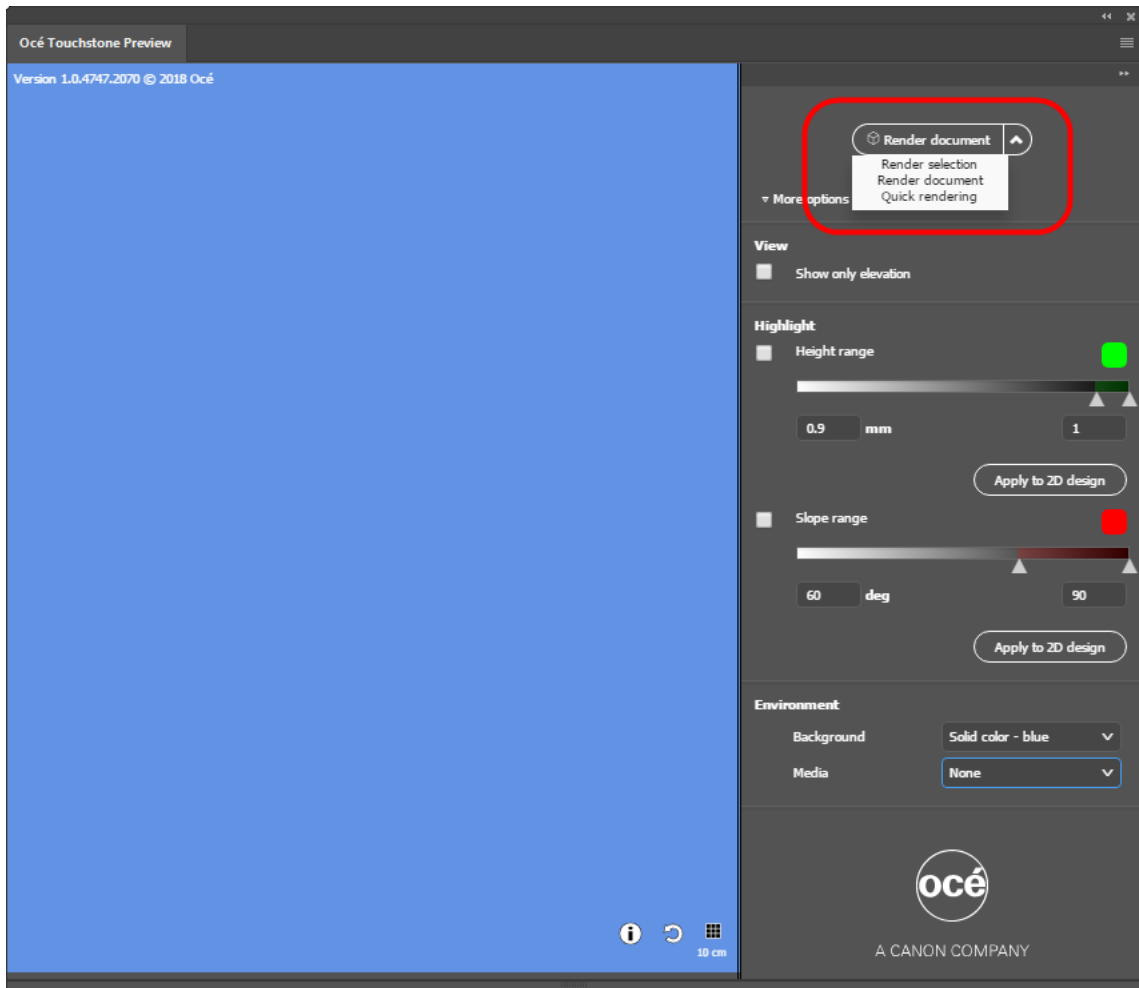 Océ Touchstone Preview
Version 1.0.4747.2070 © 2018 Océ
Render document
Render selection
Render document
Quick rendering
More options
View
Show only elevation
Highlight
Height range
0.9 mm 1
Apply to 2D design
Slope range
60 deg 90
Apply to 2D design
Environment
Background Solid color - blue
Media None
océ
A CANON COMPANY
10 cm